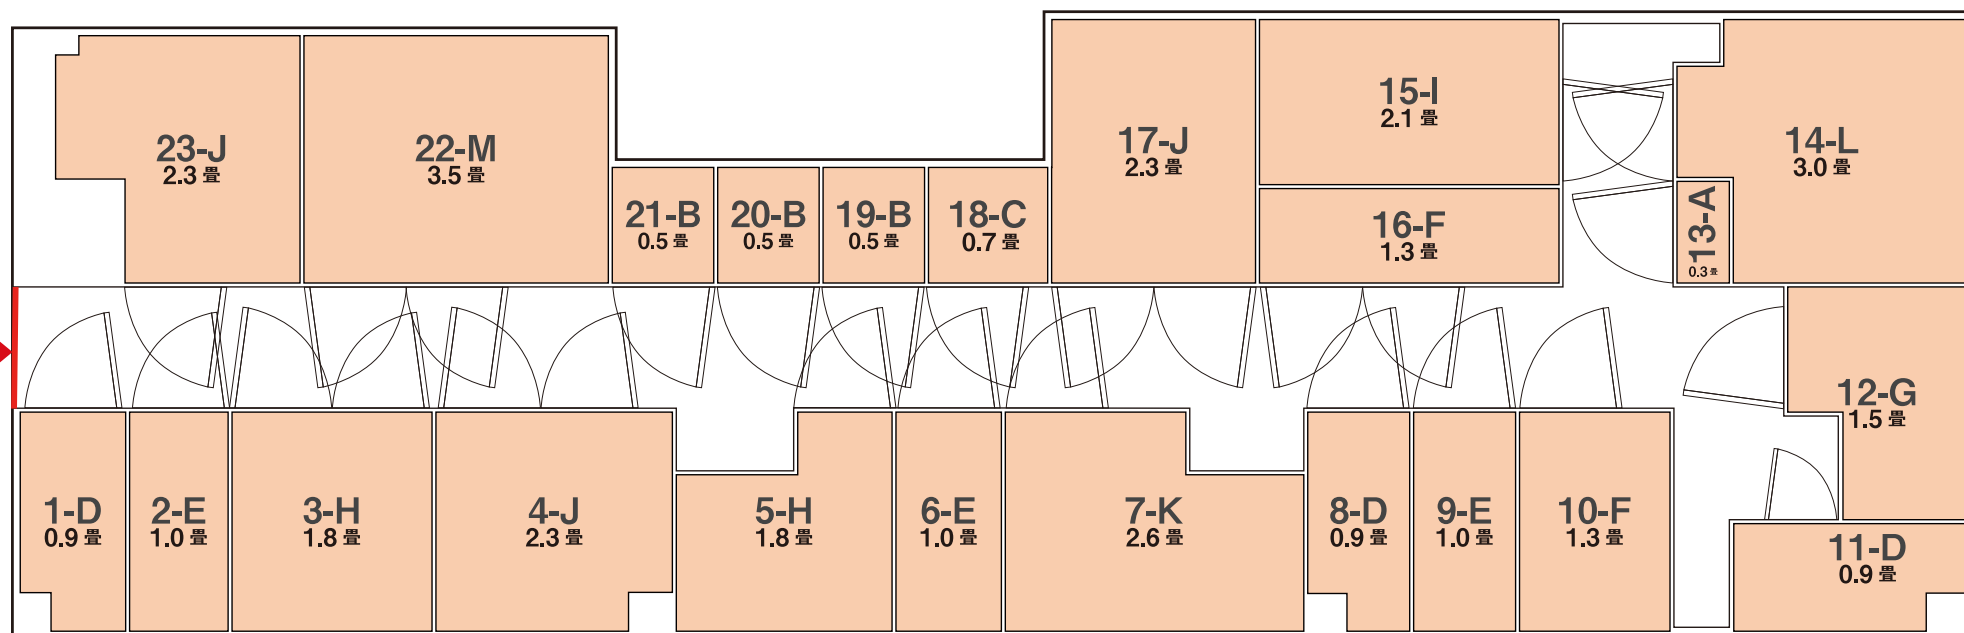 23-J
2.3 畳
22-M
3.5 畳
21-B
0.5 畳
20-B
0.5 畳
19-B
0.5 畳
18-C
0.7 畳
17-J
2.3 畳
15-I
2.1 畳
16-F
1.3 畳
14-L
3.0 畳
13-A
0.3 畳
12-G
1.5 畳
1-D
0.9 畳
2-E
1.0 畳
3-H
1.8 畳
4-J
2.3 畳
5-H
1.8 畳
6-E
1.0 畳
7-K
2.6 畳
8-D
0.9 畳
9-E
1.0 畳
10-F
1.3 畳
11-D
0.9 畳